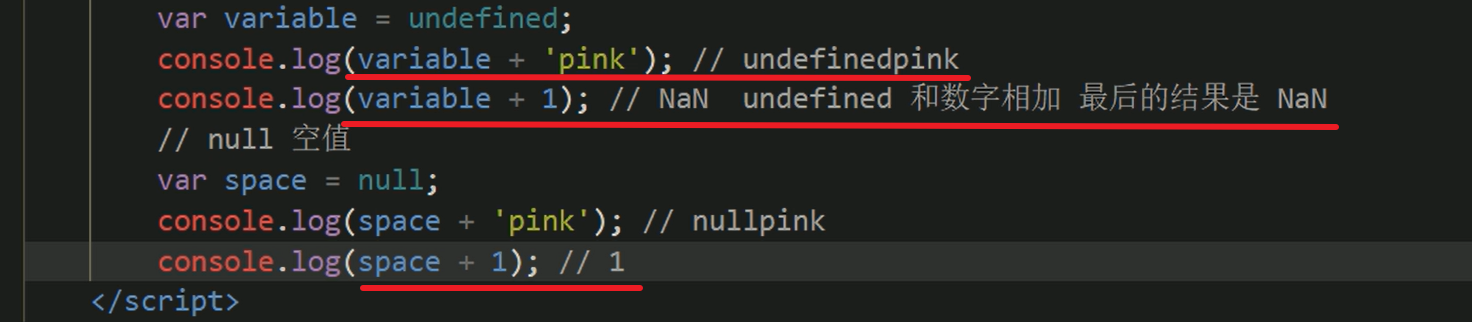 var variable = undefined;
console.log(variable + 'pink'); // undefinedpink
console.log(variable + 1); // NaN  undefined 和数字相加 最后的结果是 NaN
// null 空值
var space = null;
console.log(space + 'pink'); // nullpink
console.log(space + 1); // 1
</script>